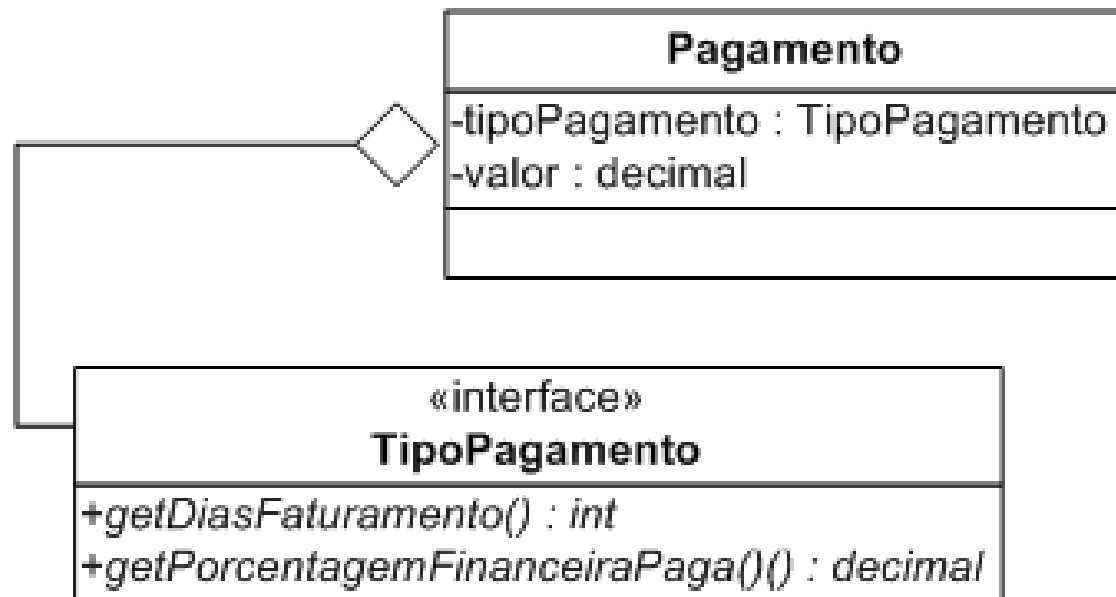 Pagamento
-tipoPagamento : TipoPagamento
-valor : decimal
«interface»
TipoPagamento
+getDiasFaturamento() : int
+getPorcentagemFinanceiraPaga()() : decimal